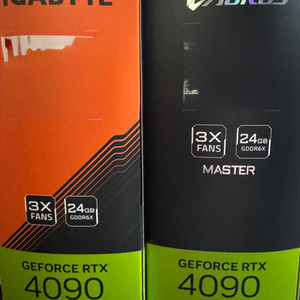 GIGABYTE
3X
FANS
24GB
GDDR6X
GEFORCE RTX
4090
AORUS
3X
FANS
24GB
GDDR6X
MASTER
GEFORCE RTX
4090